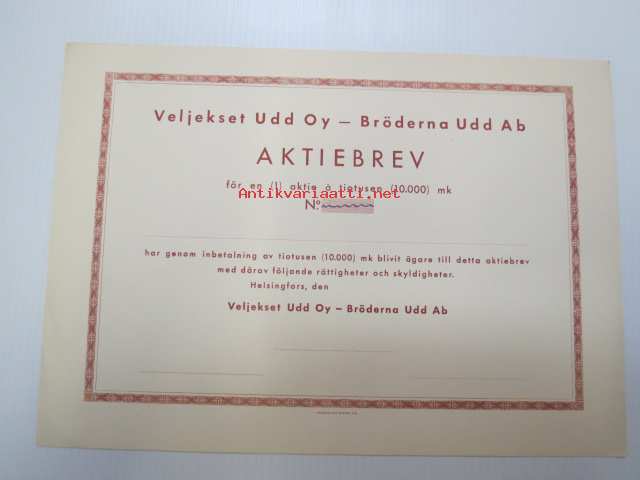 Veljekset Udd Oy — Bröderna Udd Ab
AKTIEBREV
för en (1) aktie à tiotusen (10.000) mk
Antikvariaatti.net
No
har genom inbetalning av tiotusen (10.000) mk blivit ägare till detta aktiebrev
med därav följande rättigheter och skyldigheter.
Helsingfors, den
Veljekset Udd Oy — Bröderna Udd Ab